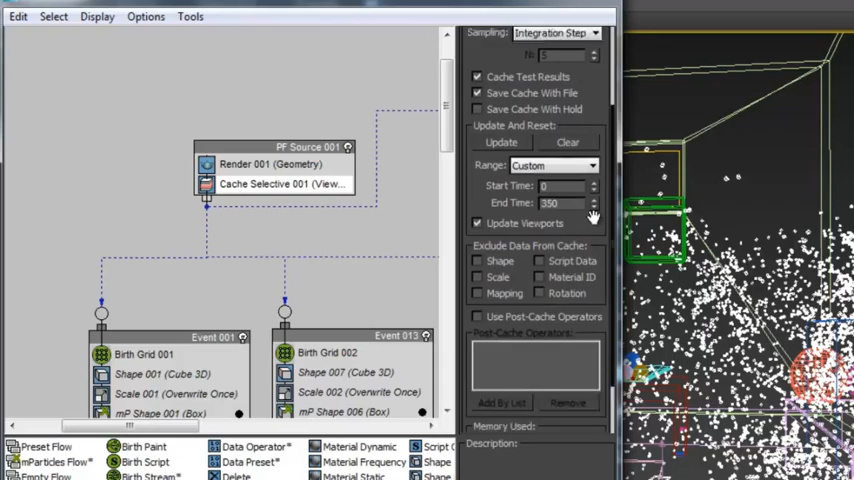 Edit Select Display Options Tools
Sampling: Integration Step
N: 5
Cache Test Results
Save Cache With File
Save Cache With Hold
Update And Reset:
Update Clear
Range: Custom
Start Time: 0
End Time: 350
Update Viewports
Exclude Data From Cache:
Shape Script Data
Scale Material ID
Mapping Rotation
Use Post-Cache Operators
Post-Cache Operators:
Add By List Remove
Memory Used:
Description:
PF Source 001
Render 001 (Geometry)
Cache Selective 001 (View...
Event 001
Birth Grid 001
Shape 001 (Cube 3D)
Scale 001 (Overwrite Once)
mP Shape 001 (Box)
Event 013
Birth Grid 002
Shape 007 (Cube 3D)
Scale 002 (Overwrite Once)
mP Shape 006 (Box)
Preset Flow Birth Paint Data Operator* Material Dynamic Script O
mParticles Flow* Birth Script Data Preset* Material Frequency Shape
Empty Flow Birth Stream* Delete Material Static Shape